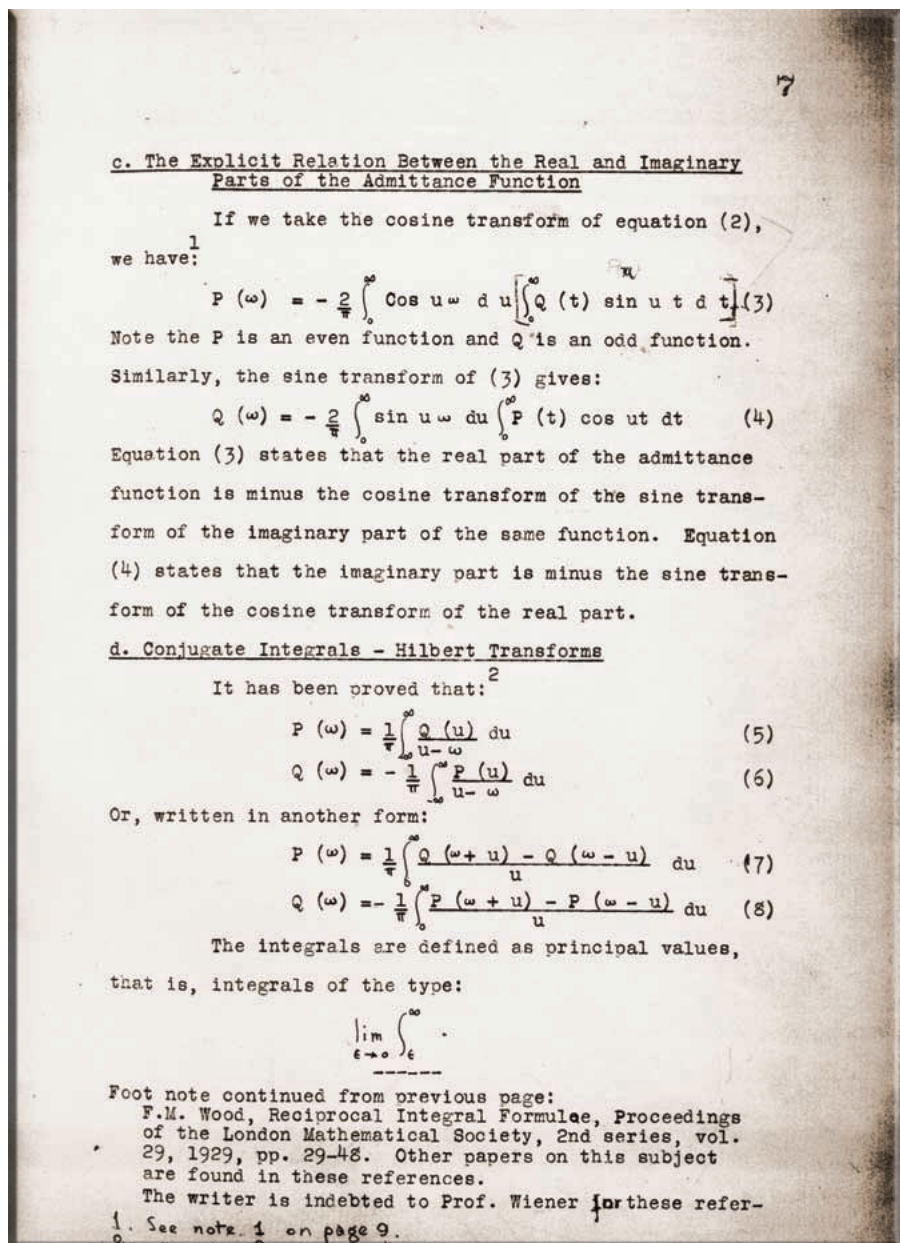 7
c. The Explicit Relation Between the Real and Imaginary
Parts of the Admittance Function
If we take the cosine transform of equation (2),
we have:¹
P (ω) = - 2/π ∫₀^∞ Cos uω d u[∫₀^∞ Q (t) sin u t d t] (3)
Note the P is an even function and Q is an odd function.
Similarly, the sine transform of (3) gives:
Q (ω) = - 2/π ∫₀^∞ sin uω du ∫₀^∞ P (t) cos ut dt (4)
Equation (3) states that the real part of the admittance
function is minus the cosine transform of the sine trans-
form of the imaginary part of the same function. Equation
(4) states that the imaginary part is minus the sine trans-
form of the cosine transform of the real part.
d. Conjugate Integrals - Hilbert Transforms
It has been proved that:²
P (ω) = 1/π ∫₋∞^∞ Q (u)/(u- ω) du (5)
Q (ω) = - 1/π ∫₋∞^∞ P (u)/(u- ω) du (6)
Or, written in another form:
P (ω) = 1/π ∫₀^∞ (Q (ω+ u) - Q (ω - u))/u du (7)
Q (ω) =- 1/π ∫₀^∞ (P (ω + u) - P (ω - u))/u du (8)
The integrals are defined as principal values,
that is, integrals of the type:
lim ϵ→0 ∫_ϵ^∞ .
------
Foot note continued from previous page:
F.M. Wood, Reciprocal Integral Formulae, Proceedings
of the London Mathematical Society, 2nd series, vol.
29, 1929, pp. 29-48. Other papers on this subject
are found in these references.
The writer is indebted to Prof. Wiener for these refer-
1. See note 1 on page 9.